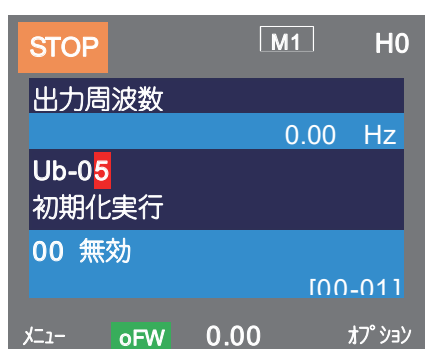 STOP M1 H0
出力周波数
0.00 Hz
Ub-05
初期化実行
00 無効
[00-01]
ﾒﾆｭｰ oFW 0.00 ｵﾌﾟｼｮﾝ